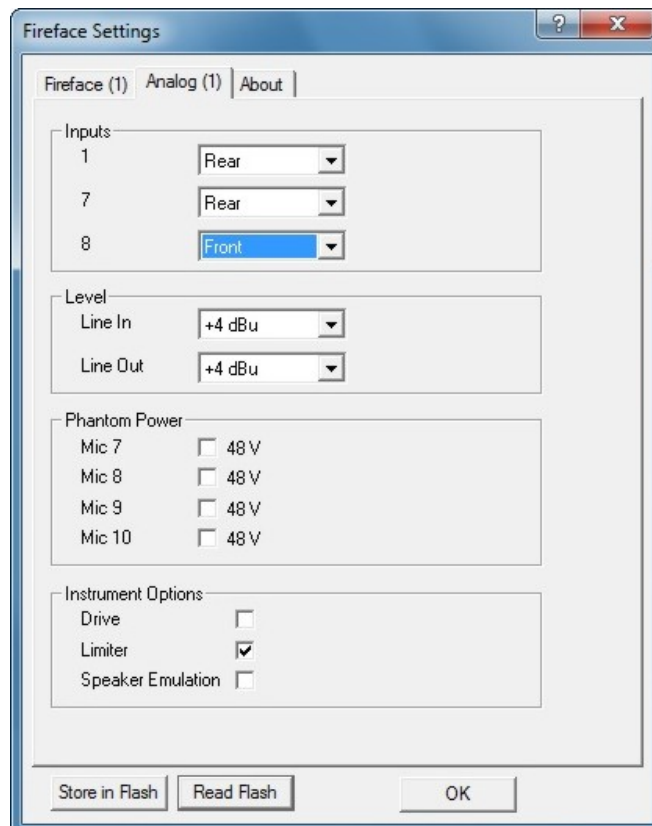 Fireface Settings
Fireface (1) Analog (1) About
Inputs
1 Rear
7 Rear
8 Front
Level
Line In +4 dBu
Line Out +4 dBu
Phantom Power
Mic 7 48 V
Mic 8 48 V
Mic 9 48 V
Mic 10 48 V
Instrument Options
Drive
Limiter
Speaker Emulation
Store in Flash Read Flash OK